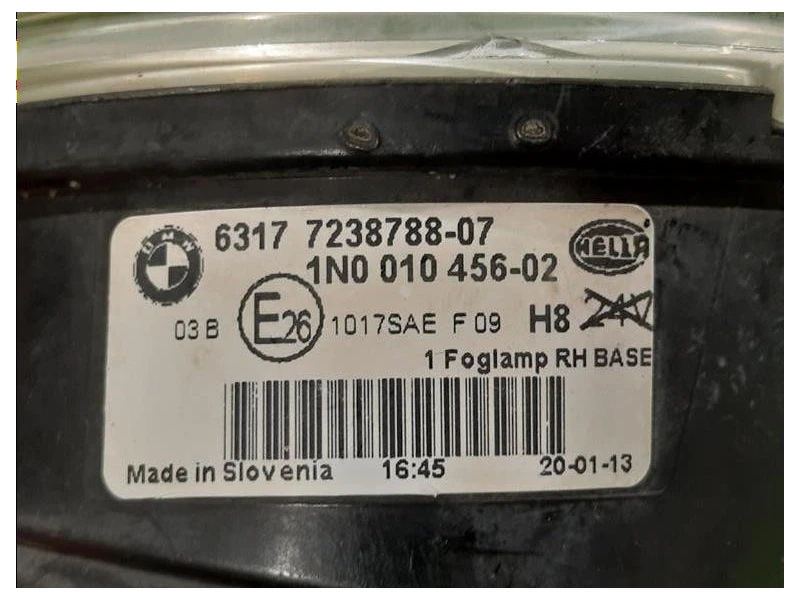 BMW 6317 7238788-07 HELLA
1N0 010 456-02
03 B E26 1017SAE F 09 H8 24V
1 Foglamp RH BASE
Made in Slovenia 16:45 20-01-13